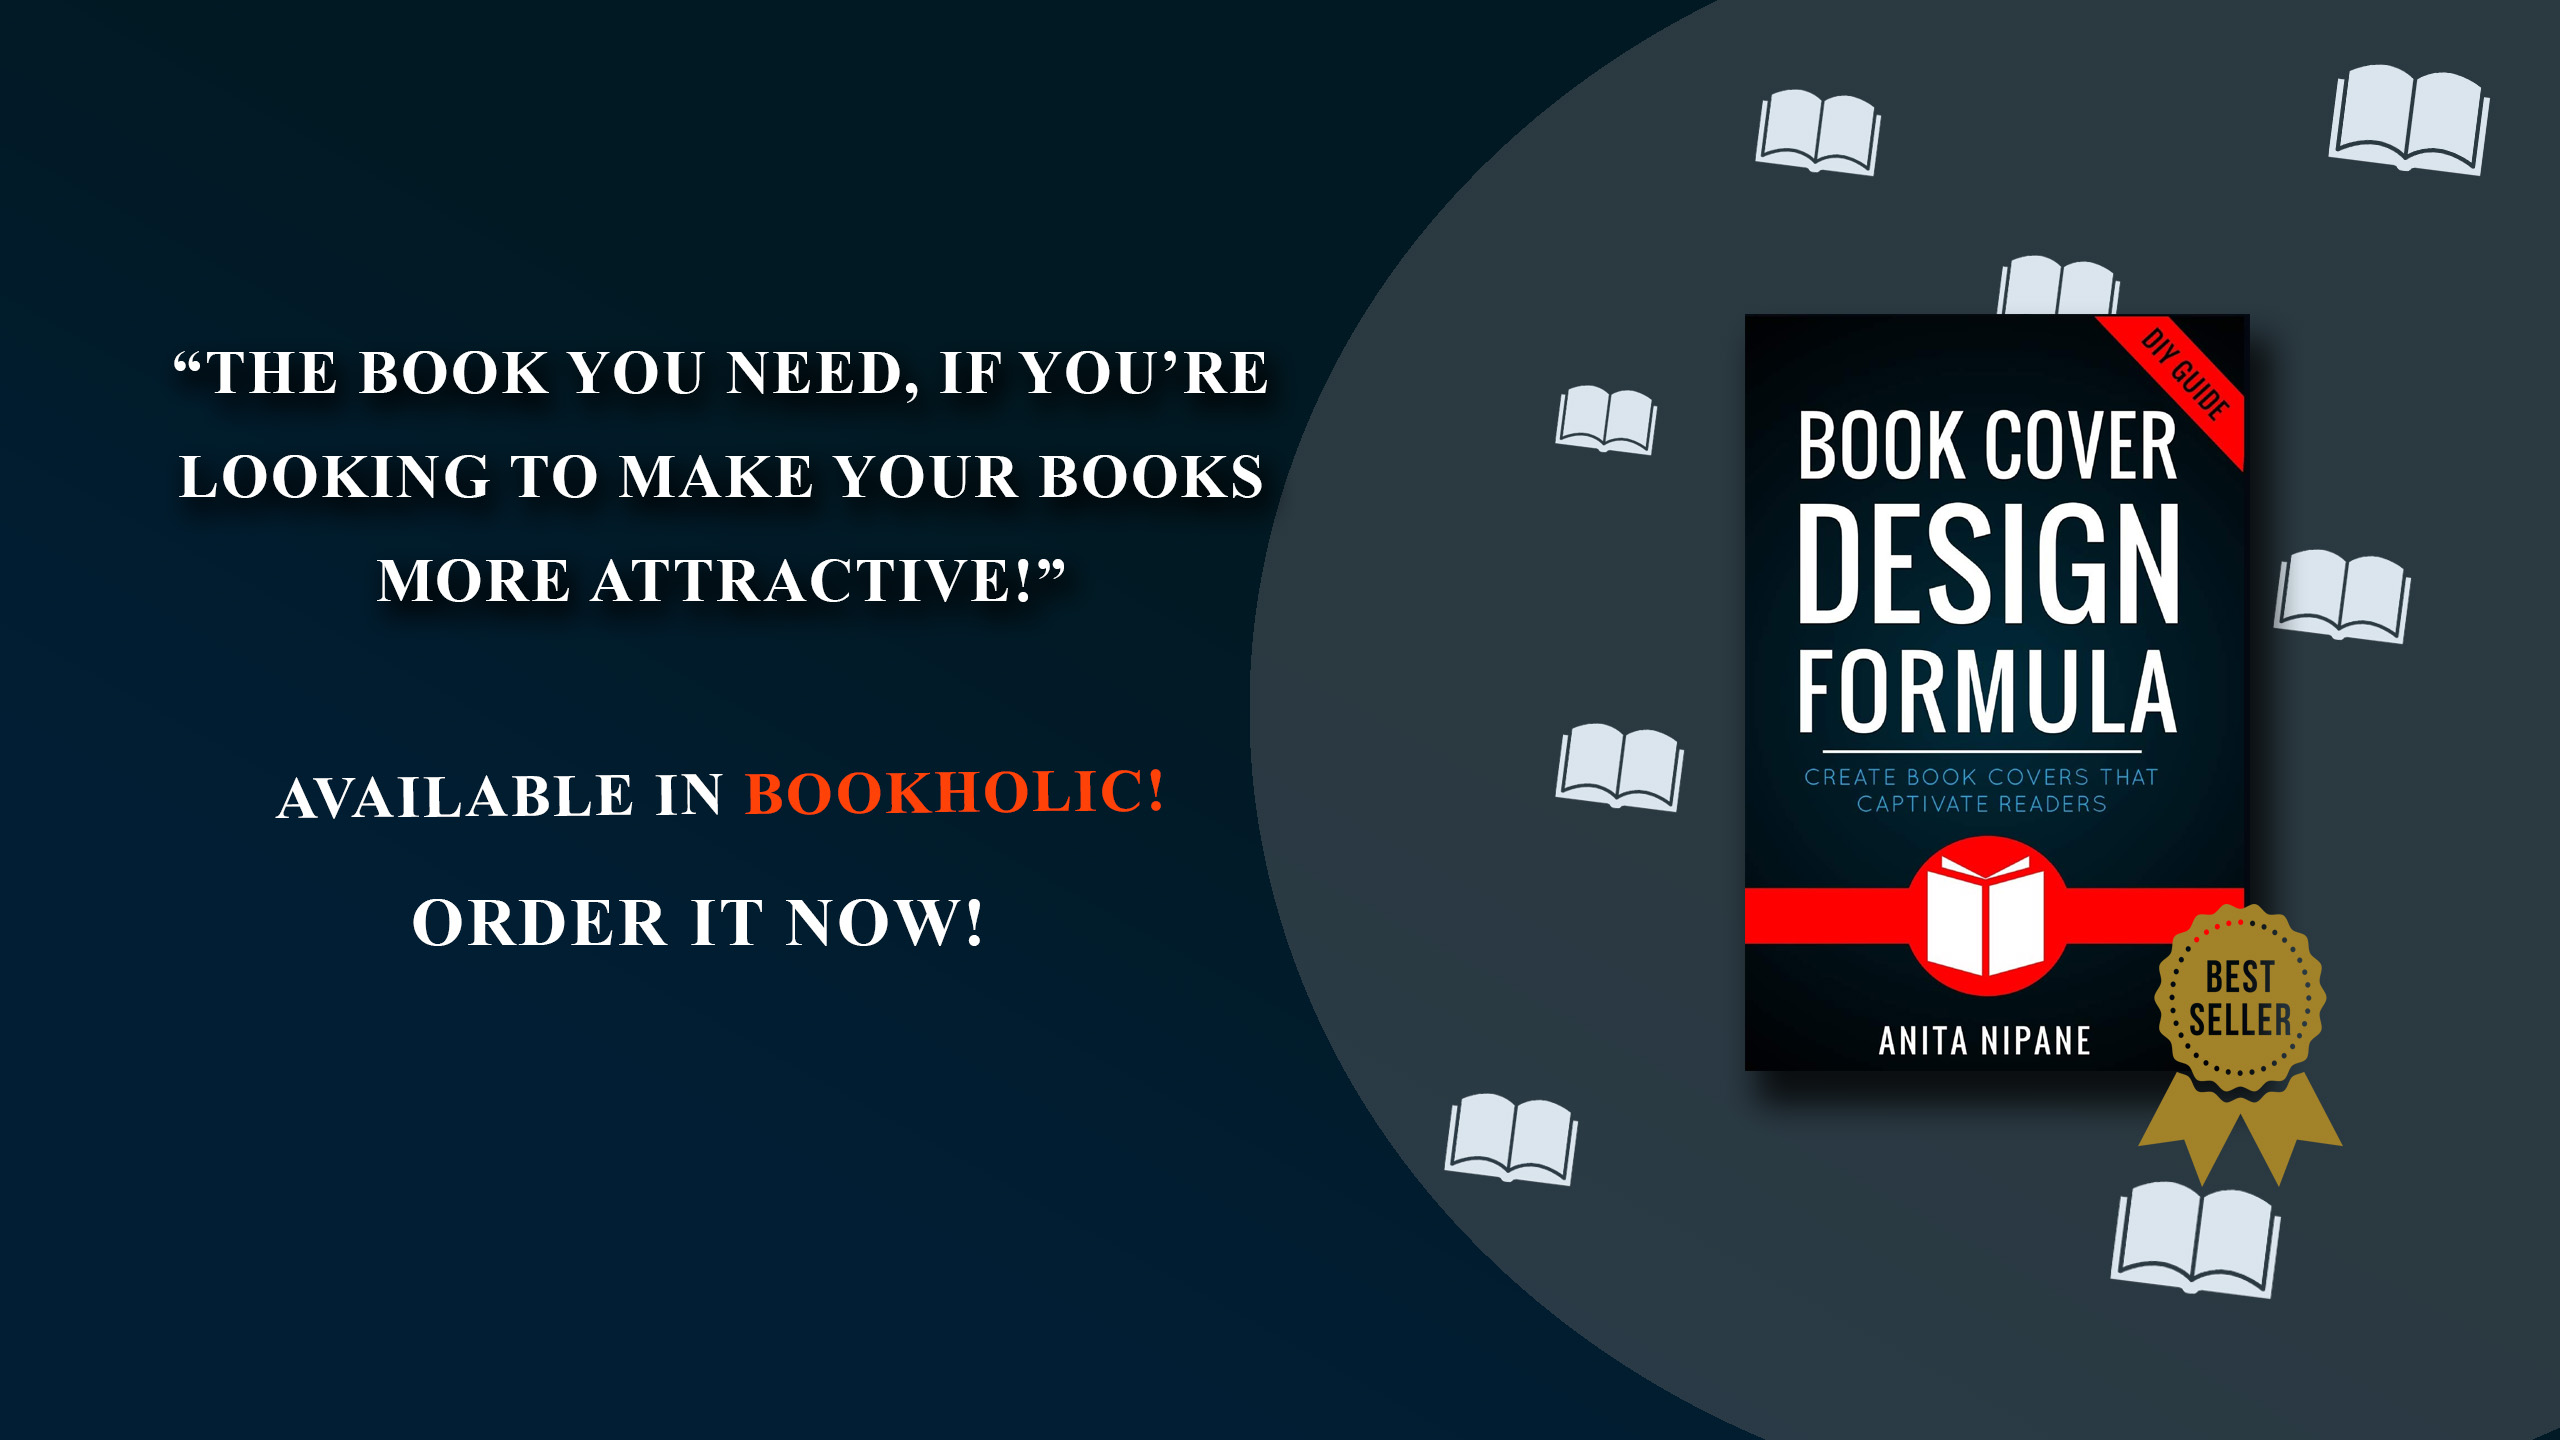 “THE BOOK YOU NEED, IF YOU’RE
LOOKING TO MAKE YOUR BOOKS
MORE ATTRACTIVE!”
AVAILABLE IN BOOKHOLIC!
ORDER IT NOW!
DIY GUIDE
BOOK COVER
DESIGN
FORMULA
CREATE BOOK COVERS THAT
CAPTIVATE READERS
ANITA NIPANE
BEST
SELLER